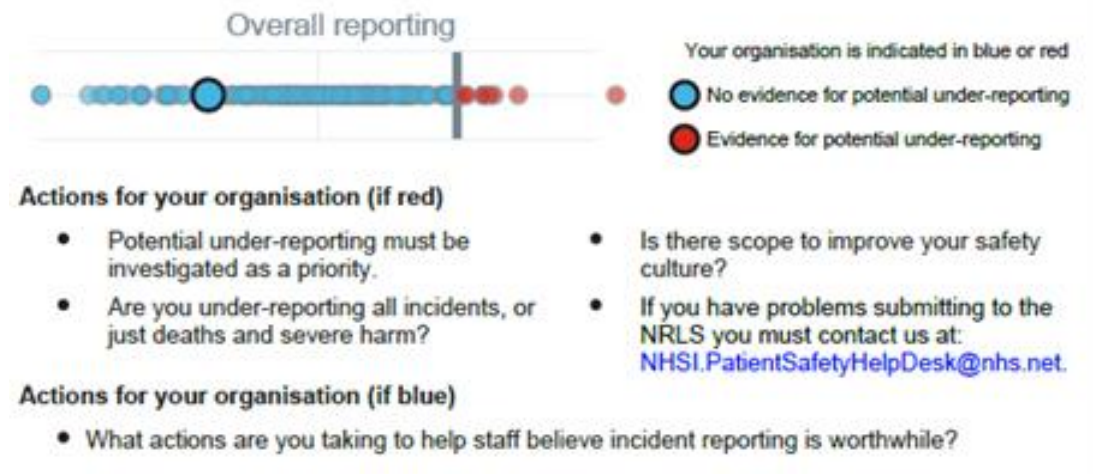 Overall reporting
Your organisation is indicated in blue or red
No evidence for potential under-reporting
Evidence for potential under-reporting
Actions for your organisation (if red)
• Potential under-reporting must be
investigated as a priority.
• Are you under-reporting all incidents, or
just deaths and severe harm?
• Is there scope to improve your safety
culture?
• If you have problems submitting to the
NRLS you must contact us at:
NHSI.PatientSafetyHelpDesk@nhs.net.
Actions for your organisation (if blue)
• What actions are you taking to help staff believe incident reporting is worthwhile?